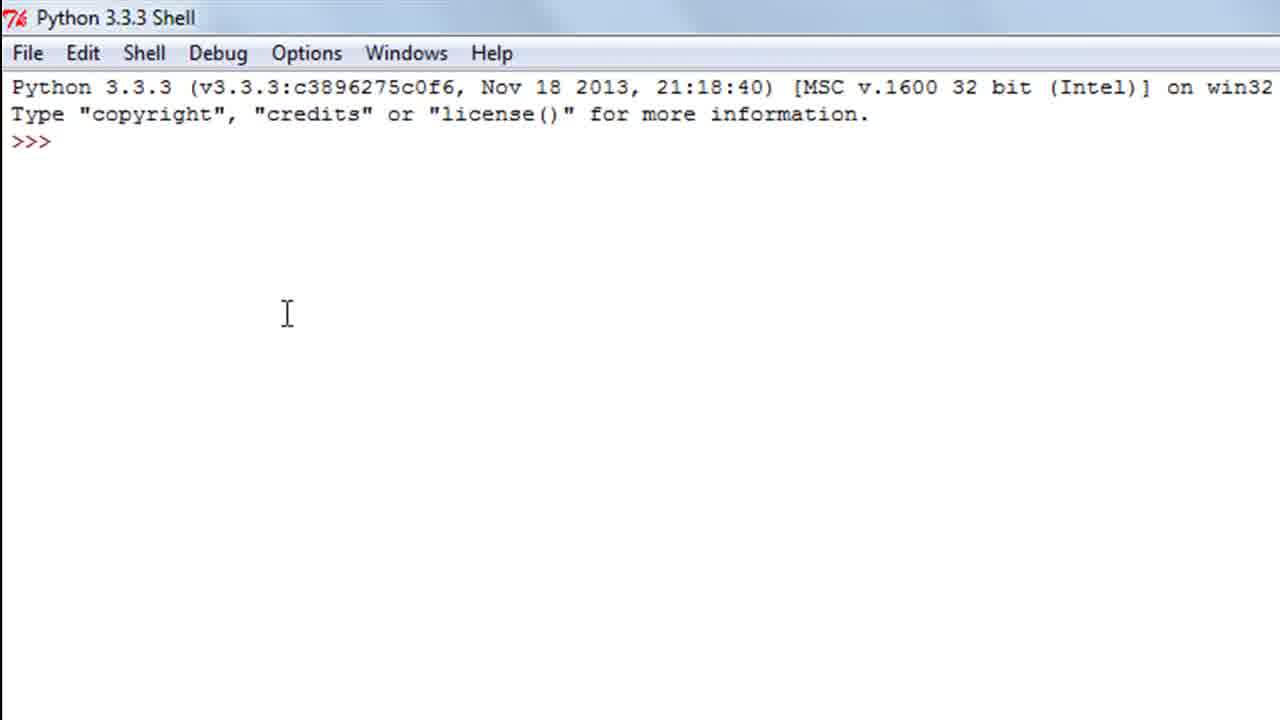 Python 3.3.3 Shell
File Edit Shell Debug Options Windows Help
Python 3.3.3 (v3.3.3:c3896275c0f6, Nov 18 2013, 21:18:40) [MSC v.1600 32 bit (Intel)] on win32
Type "copyright", "credits" or "license()" for more information.
>>>